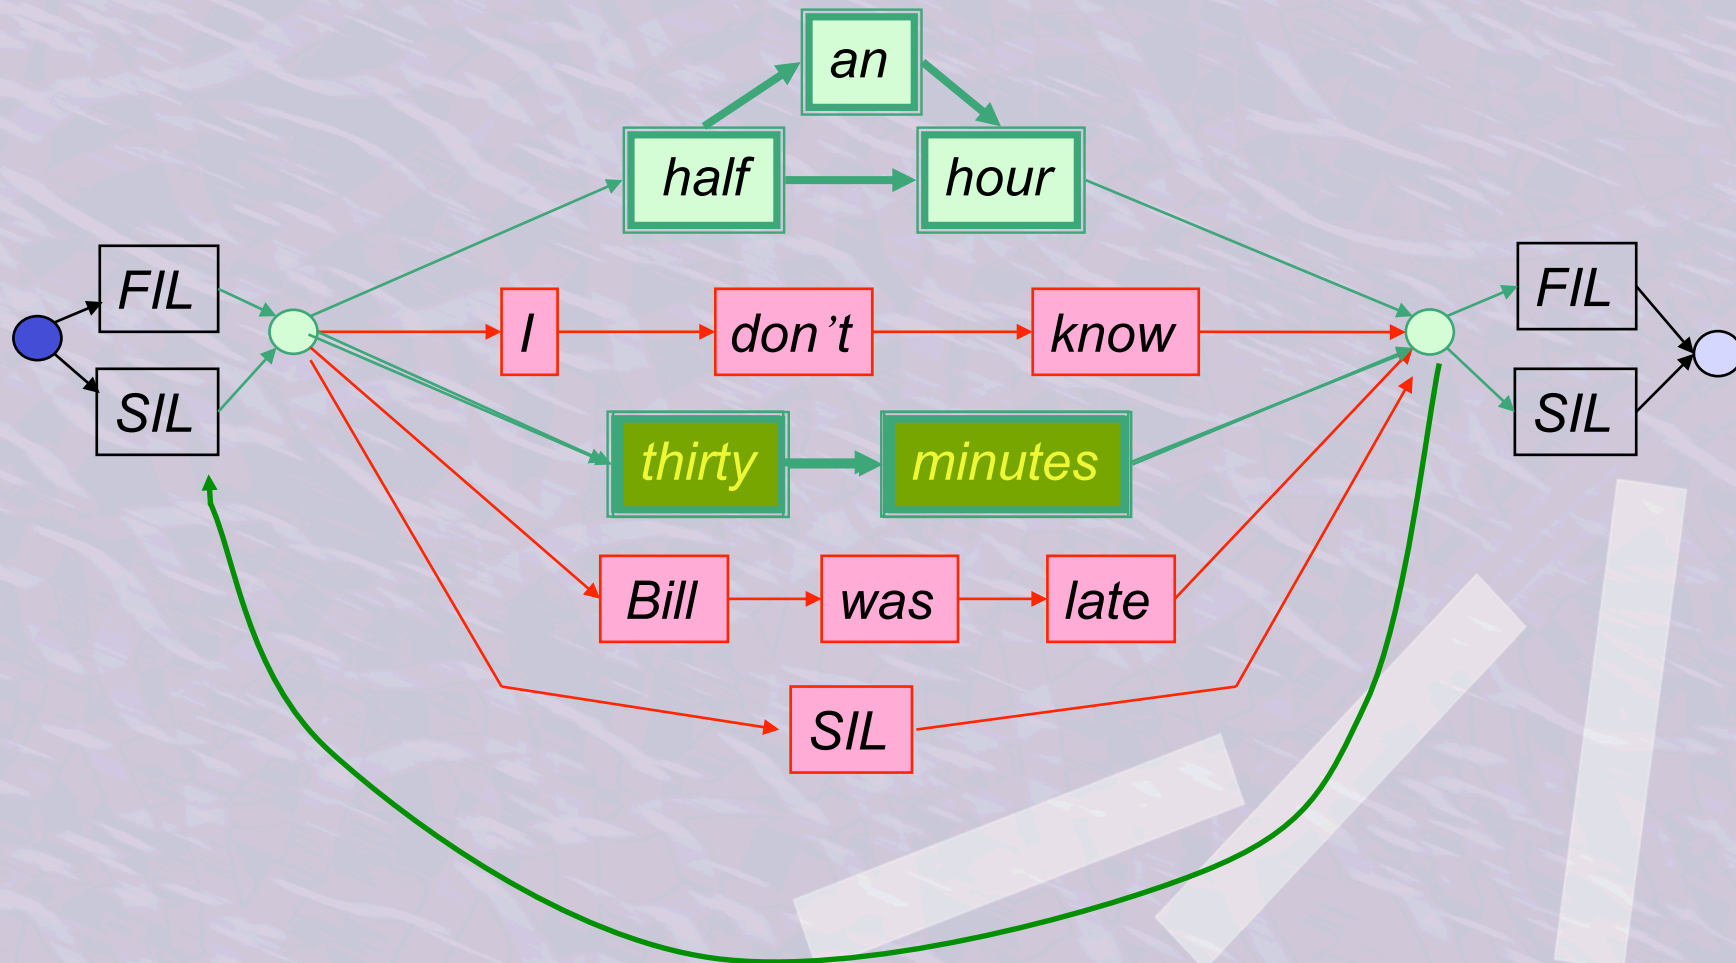 an
half hour
FIL FIL
I don’t know
SIL thirty minutes SIL
Bill was late
SIL